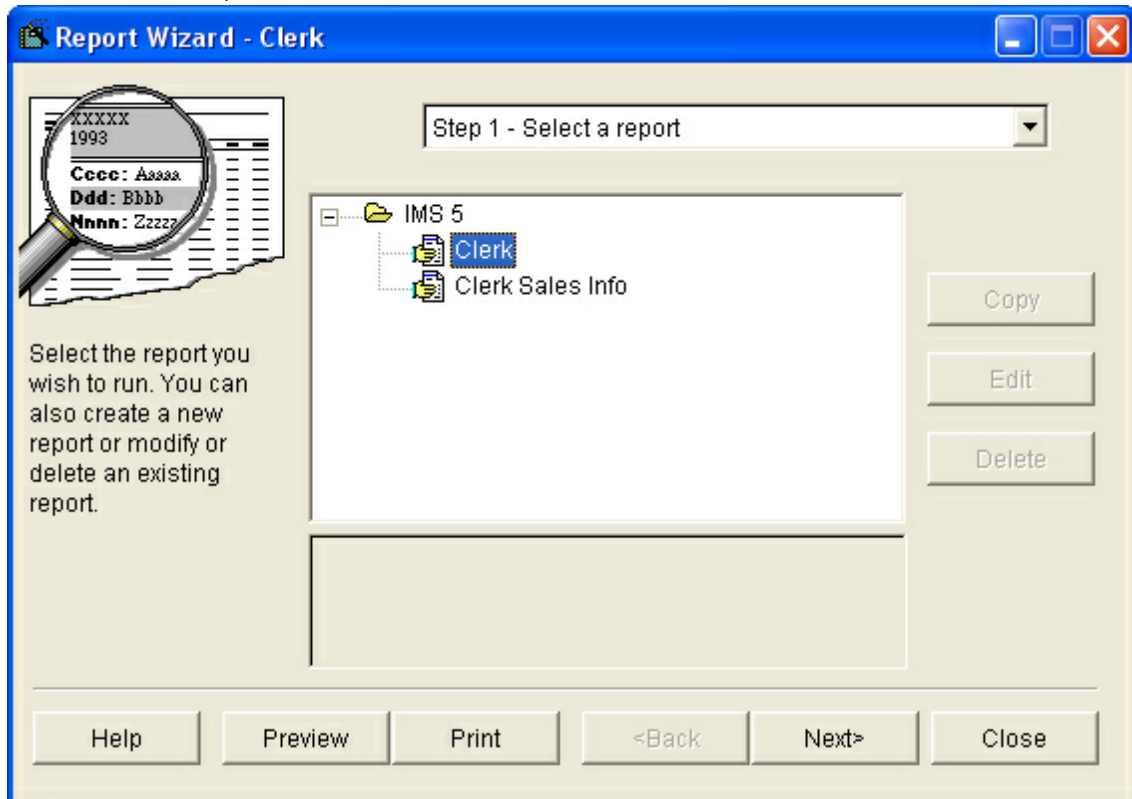 Report Wizard - Clerk
XXXXX
1993
Cccc: Aaaaa
Ddd: Bbbb
Nnnn: Zzzzz
Step 1 - Select a report
IMS 5
Clerk
Clerk Sales Info
Select the report you
wish to run. You can
also create a new
report or modify or
delete an existing
report.
Copy
Edit
Delete
Help
Preview
Print
<Back
Next>
Close